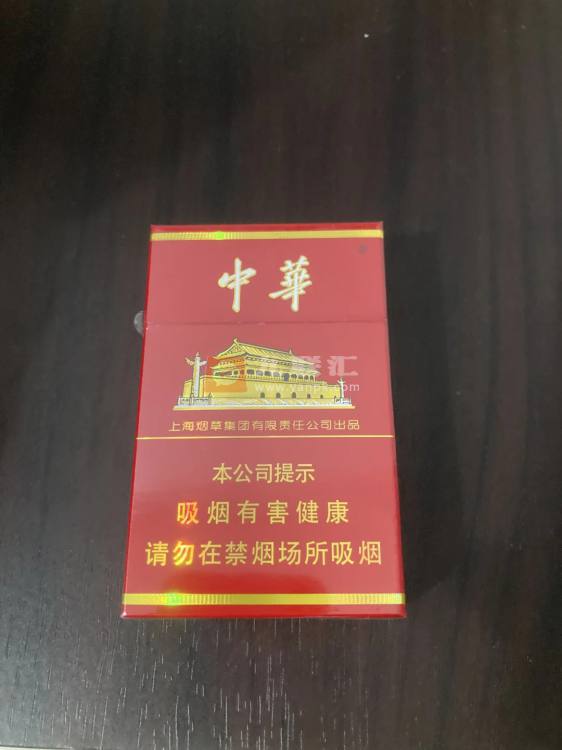 中華
上海烟草集团有限责任公司出品
本公司提示
吸烟有害健康
请勿在禁烟场所吸烟